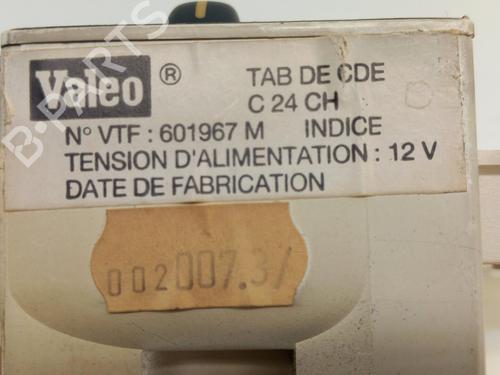 Valeo ® TAB DE CDE
C 24 CH
N° VTF : 601967 M INDICE
TENSION D'ALIMENTATION : 12 V
DATE DE FABRICATION
002007.3/
B-PARTS